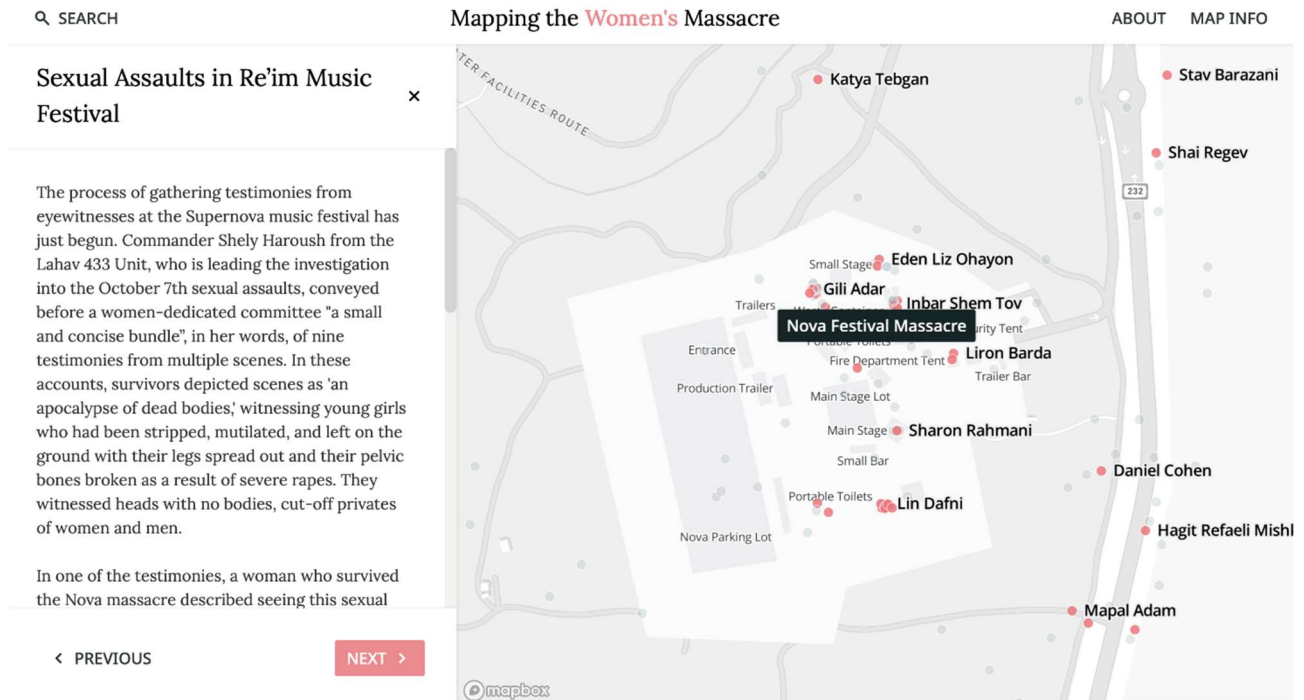 SEARCH
Mapping the Women's Massacre
ABOUT MAP INFO
Sexual Assaults in Re’im Music
Festival
×
The process of gathering testimonies from
eyewitnesses at the Supernova music festival has
just begun. Commander Shely Haroush from the
Lahav 433 Unit, who is leading the investigation
into the October 7th sexual assaults, conveyed
before a women-dedicated committee "a small
and concise bundle”, in her words, of nine
testimonies from multiple scenes. In these
accounts, survivors depicted scenes as 'an
apocalypse of dead bodies,' witnessing young girls
who had been stripped, mutilated, and left on the
ground with their legs spread out and their pelvic
bones broken as a result of severe rapes. They
witnessed heads with no bodies, cut-off privates
of women and men.
In one of the testimonies, a woman who survived
the Nova massacre described seeing this sexual
< PREVIOUS
NEXT >
TER FACILITIES ROUTE
Katya Tebgan
Stav Barazani
Shai Regev
232
Small Stage
Eden Liz Ohayon
Gili Adar
Trailers
Inbar Shem Tov
Nova Festival Massacre
urity Tent
Portable Toilets
Entrance
Fire Department Tent
Liron Barda
Trailer Bar
Production Trailer
Main Stage Lot
Main Stage
Sharon Rahmani
Small Bar
Daniel Cohen
Portable Toilets
Lin Dafni
Nova Parking Lot
Hagit Refaeli Mishl
Mapal Adam
mapbox